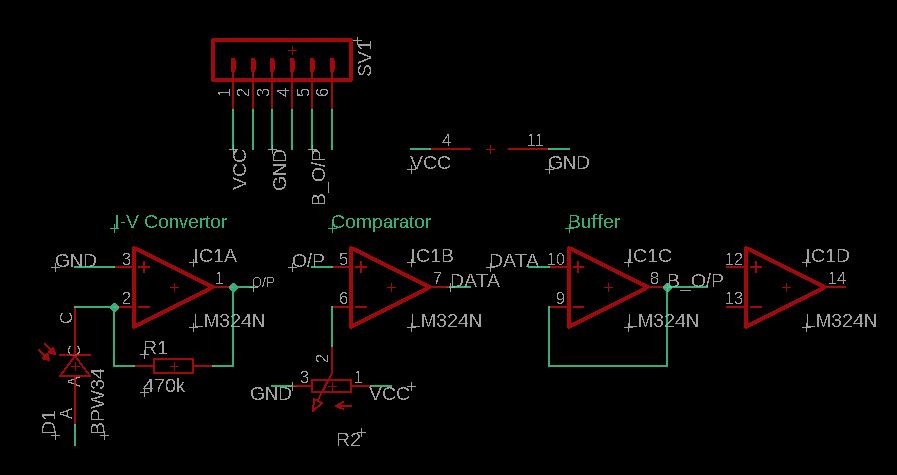 SV1
1 2 3 4 5 6
VCC GND B_O/P
4 11
VCC GND
I-V Convertor Comparator Buffer
GND 3 IC1A 1 O/P
2 LM324N
O/P 5 IC1B 7 DATA
6 LM324N
DATA 10 IC1C 8 B_O/P
9 LM324N
12 IC1D 14
13 LM324N
C
C
A
A
D1
BPW34
R1
470k
2
GND 3 1 VCC
R2